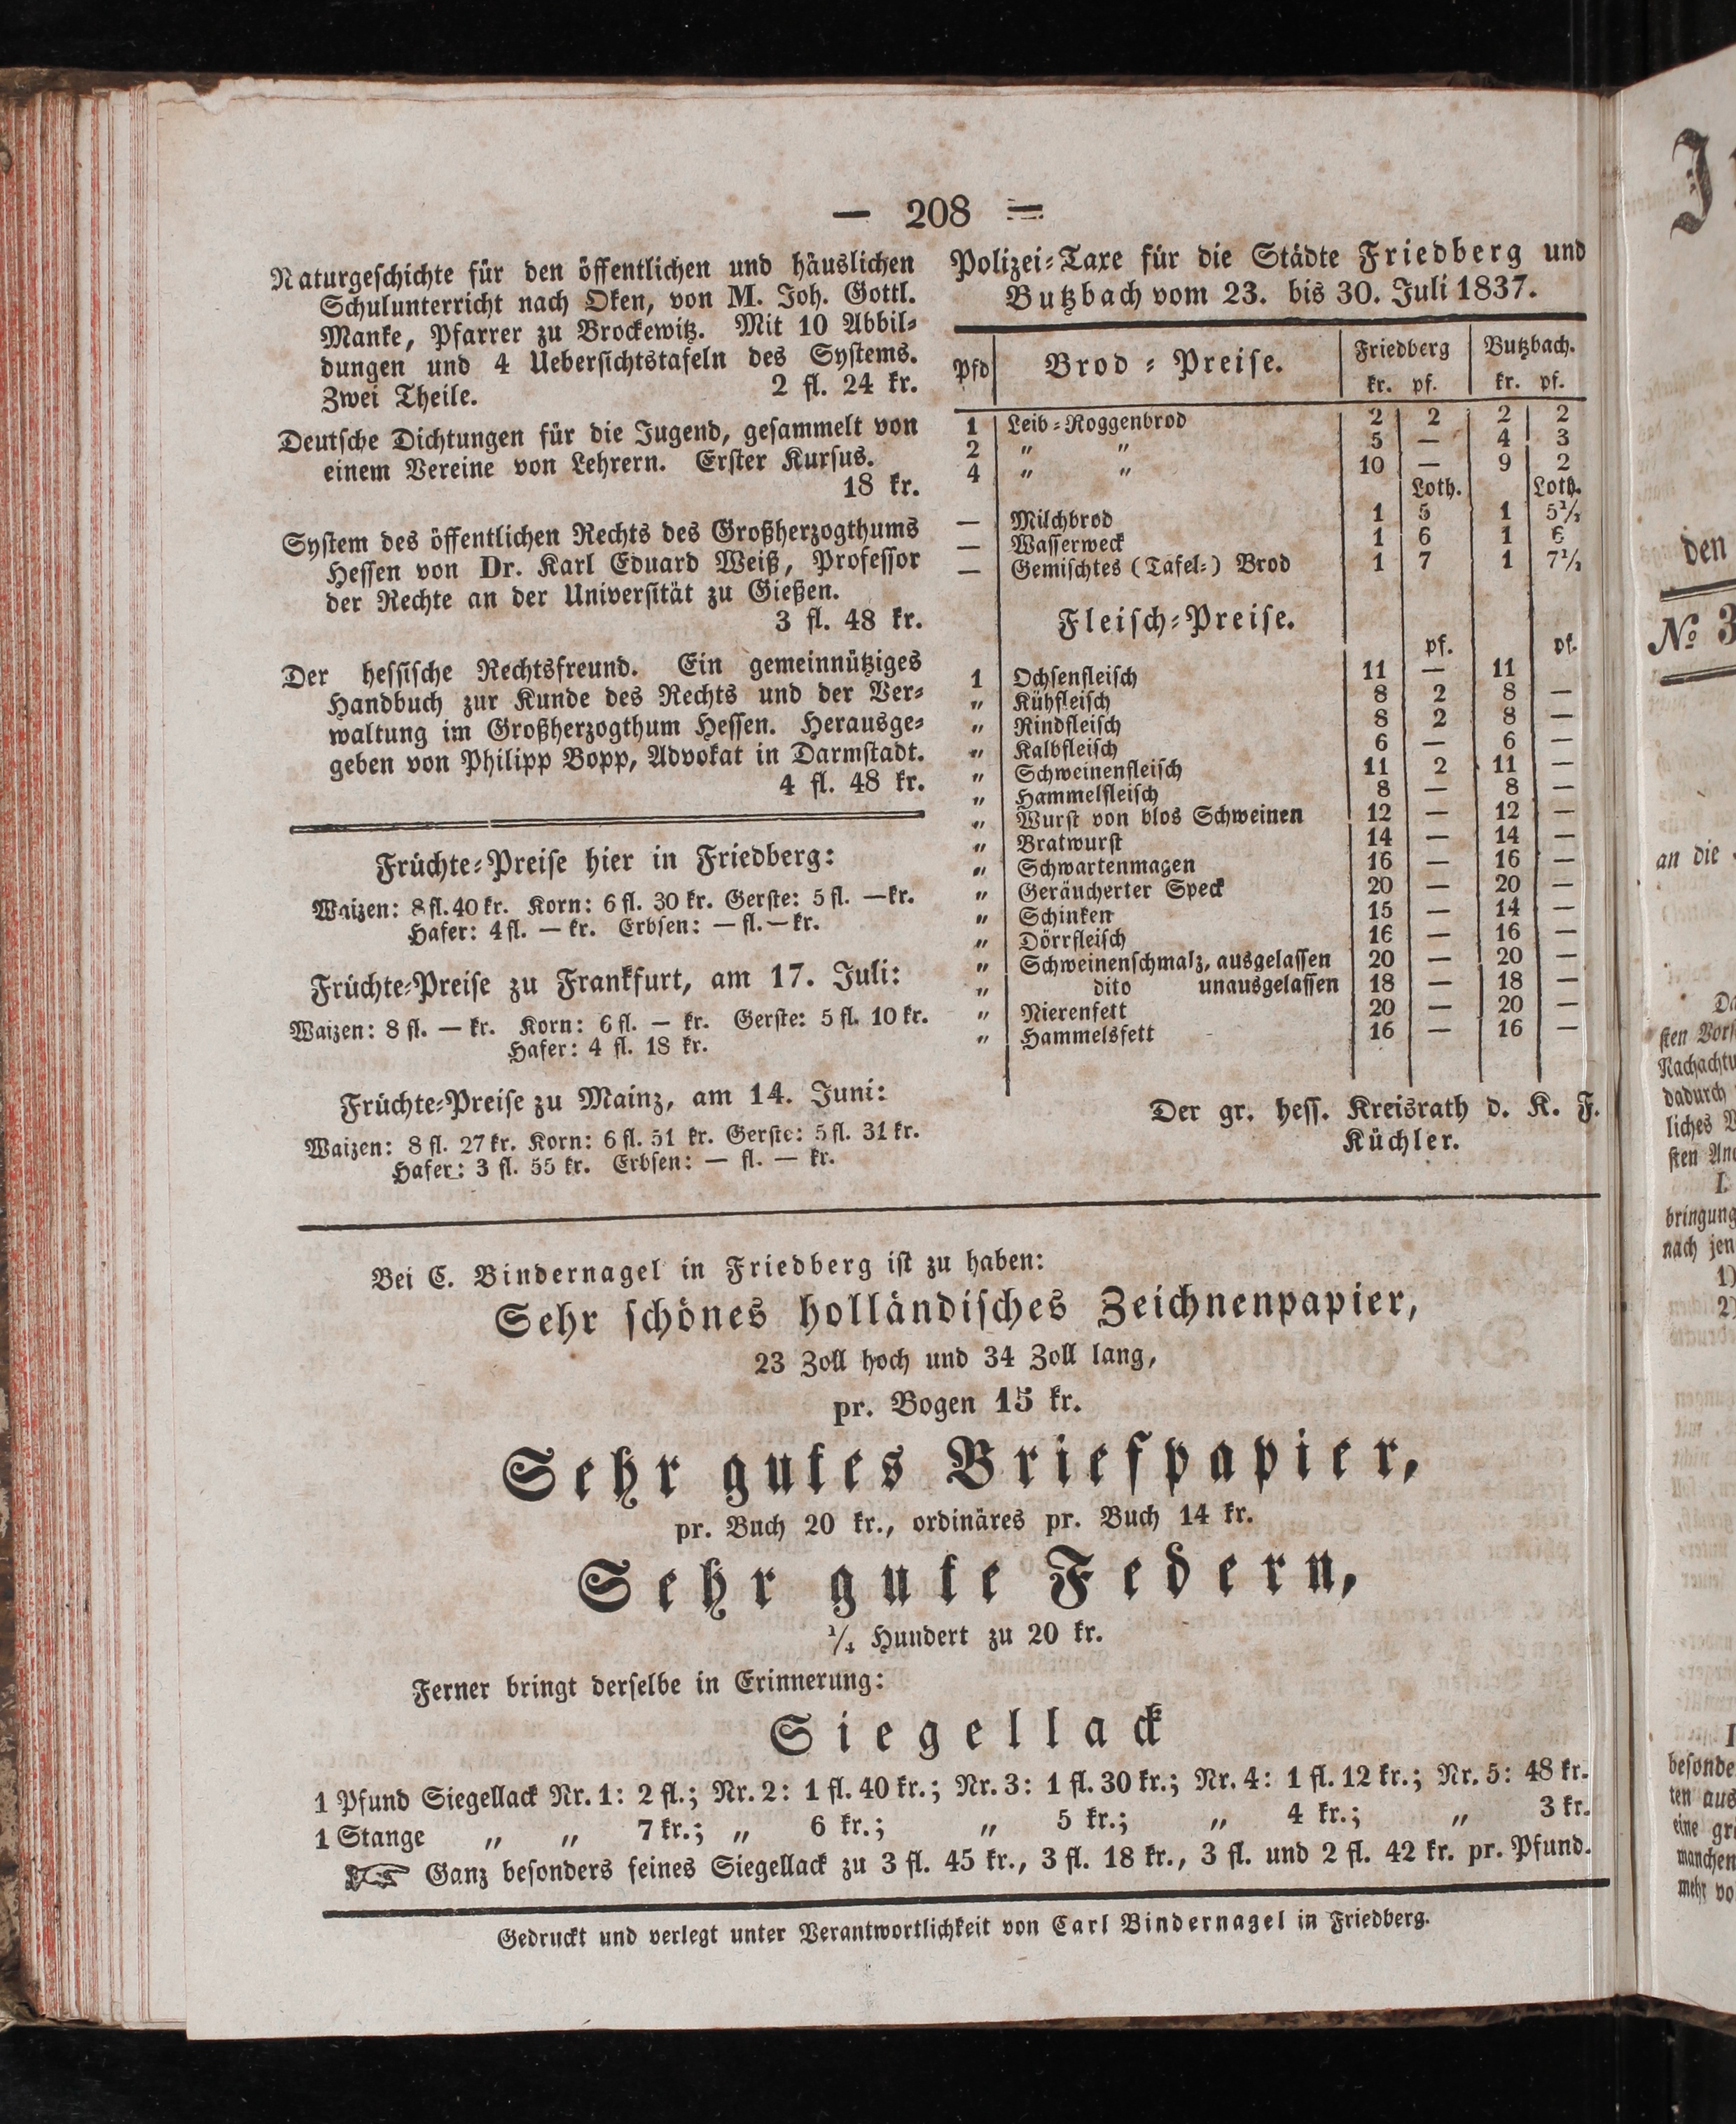 — 208 —
Naturgeschichte für den öffentlichen und häuslichen
Schulunterricht nach Oken, von M. Joh. Gottl.
Manke, Pfarrer zu Brockewitz. Mit 10 Abbil-
dungen und 4 Uebersichtstafeln des Systems.
Zwei Theile. 2 fl. 24 kr.
Deutsche Dichtungen für die Jugend, gesammelt von
einem Vereine von Lehrern. Erster Kursus.
18 kr.
System des öffentlichen Rechts des Großherzogthums
Hessen von Dr. Karl Eduard Weiß, Professor
der Rechte an der Universität zu Gießen.
3 fl. 48 kr.
Der hessische Rechtsfreund. Ein gemeinnütziges
Handbuch zur Kunde des Rechts und der Ver-
waltung im Großherzogthum Hessen. Herausge-
geben von Philipp Bopp, Advokat in Darmstadt.
4 fl. 48 kr.
Früchte-Preise hier in Friedberg:
Waizen: 8 fl. 40 kr. Korn: 6 fl. 30 kr. Gerste: 5 fl. — kr.
Hafer: 4 fl. — kr. Erbsen: — fl. — kr.
Früchte-Preise zu Frankfurt, am 17. Juli:
Waizen: 8 fl. — kr. Korn: 6 fl. — kr. Gerste: 5 fl. 10 kr.
Hafer: 4 fl. 18 kr.
Früchte-Preise zu Mainz, am 14. Juni:
Waizen: 8 fl. 27 kr. Korn: 6 fl. 51 kr. Gerste: 5 fl. 31 kr.
Hafer: 3 fl. 55 kr. Erbsen: — fl. — kr.
Polizei-Taxe für die Städte Friedberg und
Butzbach vom 23. bis 30. Juli 1837.
Pfd Brod-Preise. Friedberg Butzbach.
kr. pf. kr. pf.
1 Leib-Roggenbrod 2 2 2 2
2 " " 5 — 4 3
4 " " 10 — 9 2
Loth. Loth.
— Milchbrod 1 5 1 5½
— Wasserweck 1 6 1 6
— Gemischtes (Tafel-) Brod 1 7 1 7½
Fleisch-Preise.
pf. pf.
1 Ochsenfleisch 11 — 11
" Kühfleisch 8 2 8 —
" Rindfleisch 8 2 8 —
" Kalbfleisch 6 — 6 —
" Schweinenfleisch 11 2 11 —
" Hammelfleisch 8 — 8 —
" Wurst von blos Schweinen 12 — 12 —
" Bratwurst 14 — 14 —
" Schwartenmagen 16 — 16 —
" Geräucherter Speck 20 — 20 —
" Schinken 15 — 14 —
" Dörrfleisch 16 — 16 —
" Schweinenschmalz, ausgelassen 20 — 20 —
" dito unausgelassen 18 — 18 —
" Nierenfett 20 — 20 —
" Hammelsfett 16 — 16 —
Der gr. hess. Kreisrath d. K. F.
Küchler.
Bei C. Bindernagel in Friedberg ist zu haben:
Sehr schönes holländisches Zeichnenpapier,
23 Zoll hoch und 34 Zoll lang,
pr. Bogen 15 kr.
Sehr gutes Briefpapier,
pr. Buch 20 kr., ordinäres pr. Buch 14 kr.
Sehr gute Federn,
¼ Hundert zu 20 kr.
Ferner bringt derselbe in Erinnerung:
Siegellack
1 Pfund Siegellack Nr. 1: 2 fl.; Nr. 2: 1 fl. 40 kr.; Nr. 3: 1 fl. 30 kr.; Nr. 4: 1 fl. 12 kr.; Nr. 5: 48 kr.
1 Stange " " 7 kr.; " 6 kr.; " 5 kr.; " 4 kr.; " 3 kr.
☞ Ganz besonders feines Siegellack zu 3 fl. 45 kr., 3 fl. 18 kr., 3 fl. und 2 fl. 42 kr. pr. Pfund.
Gedruckt und verlegt unter Verantwortlichkeit von Carl Bindernagel in Friedberg.
den
№ 3
an die
sten
dadurch
liches
sten
I.
bringung
nach jen
1)
2)
ten aus
mehr